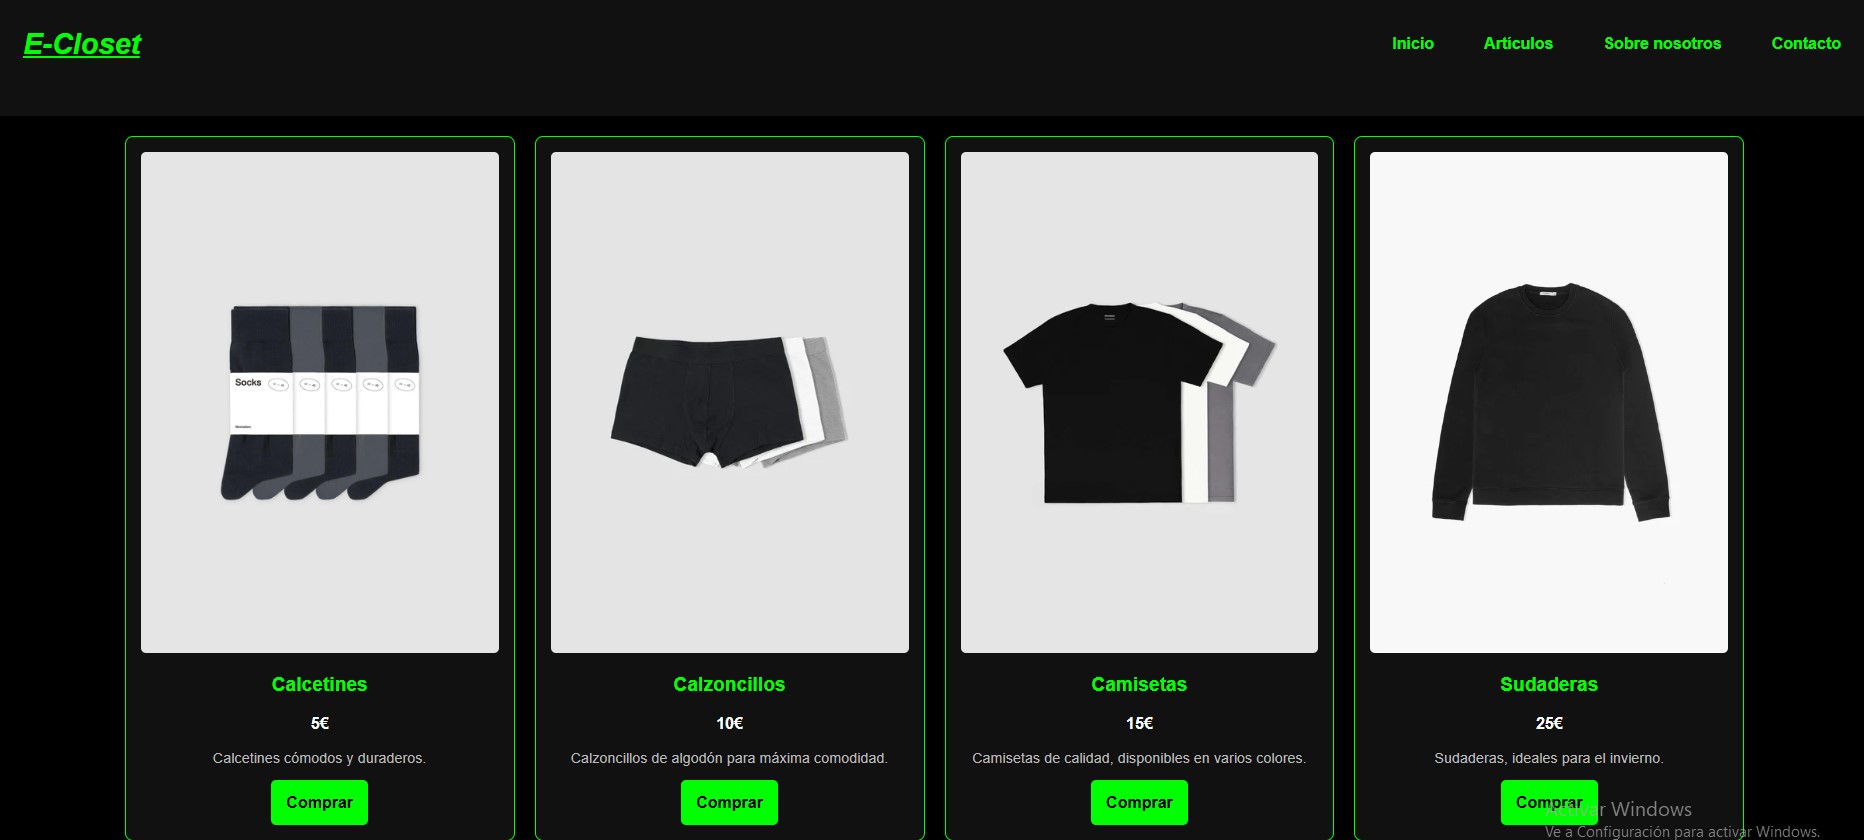 E-Closet
Inicio Artículos Sobre nosotros Contacto
Socks
Calcetines
5€
Calcetines cómodos y duraderos.
Comprar
Calzoncillos
10€
Calzoncillos de algodón para máxima comodidad.
Comprar
Camisetas
15€
Camisetas de calidad, disponibles en varios colores.
Comprar
Sudaderas
25€
Sudaderas, ideales para el invierno.
Comprar
Activar Windows
Ve a Configuración para activar Windows.